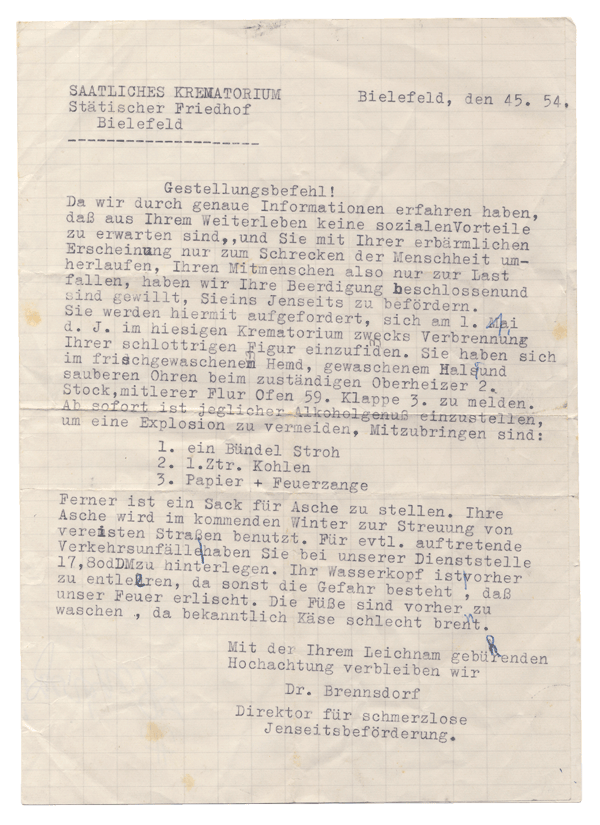 SAATLICHES KREMATORIUM
Stätischer Friedhof
Bielefeld
Bielefeld, den 45. 54.
Gestellungsbefehl!
Da wir durch genaue Informationen erfahren haben,
daß aus Ihrem Weiterleben keine sozialenVorteile
zu erwarten sind,,und Sie mit Ihrer erbärmlichen
Erscheinung nur zum Schrecken der Menschheit um-
herlaufen, Ihren Mitmenschen also nur zur Last
fallen, haben wir Ihre Beerdigung beschlossenund
sind gewillt, Sieins Jenseits zu befördern.
Sie werden hiermit aufgefordert, sich am 1. Mai
d. J. im hiesigen Krematorium zwecks Verbrennung
Ihrer schlottrigen Figur einzufiden. Sie haben sich
im frischgewaschenem Hemd, gewaschenem Halsund
sauberen Ohren beim zuständigen Oberheizer 2.
Stock,mitlerer Flur Ofen 59. Klappe 3. zu melden.
Ab sofort ist jeglicher Alkoholgenuß einzustellen,
um eine Explosion zu vermeiden, Mitzubringen sind:
1. ein Bündel Stroh
2. 1.Ztr. Kohlen
3. Papier + Feuerzange
Ferner ist ein Sack für Asche zu stellen. Ihre
Asche wird im kommenden Winter zur Streuung von
vereisten Straßen benutzt. Für evtl. auftretende
Verkehrsunfällehaben Sie bei unserer Dienststelle
17,80dDMzu hinterlegen. Ihr Wasserkopf istvorher
zu entleeren, da sonst die Gefahr besteht , daß
unser Feuer erlischt. Die Füße sind vorher zu
waschen , da bekanntlich Käse schlecht brent.
Mit der Ihrem Leichnam gebührenden
Hochachtung verbleiben wir
Dr. Brennsdorf
Direktor für schmerzlose
Jenseitsbeförderung.